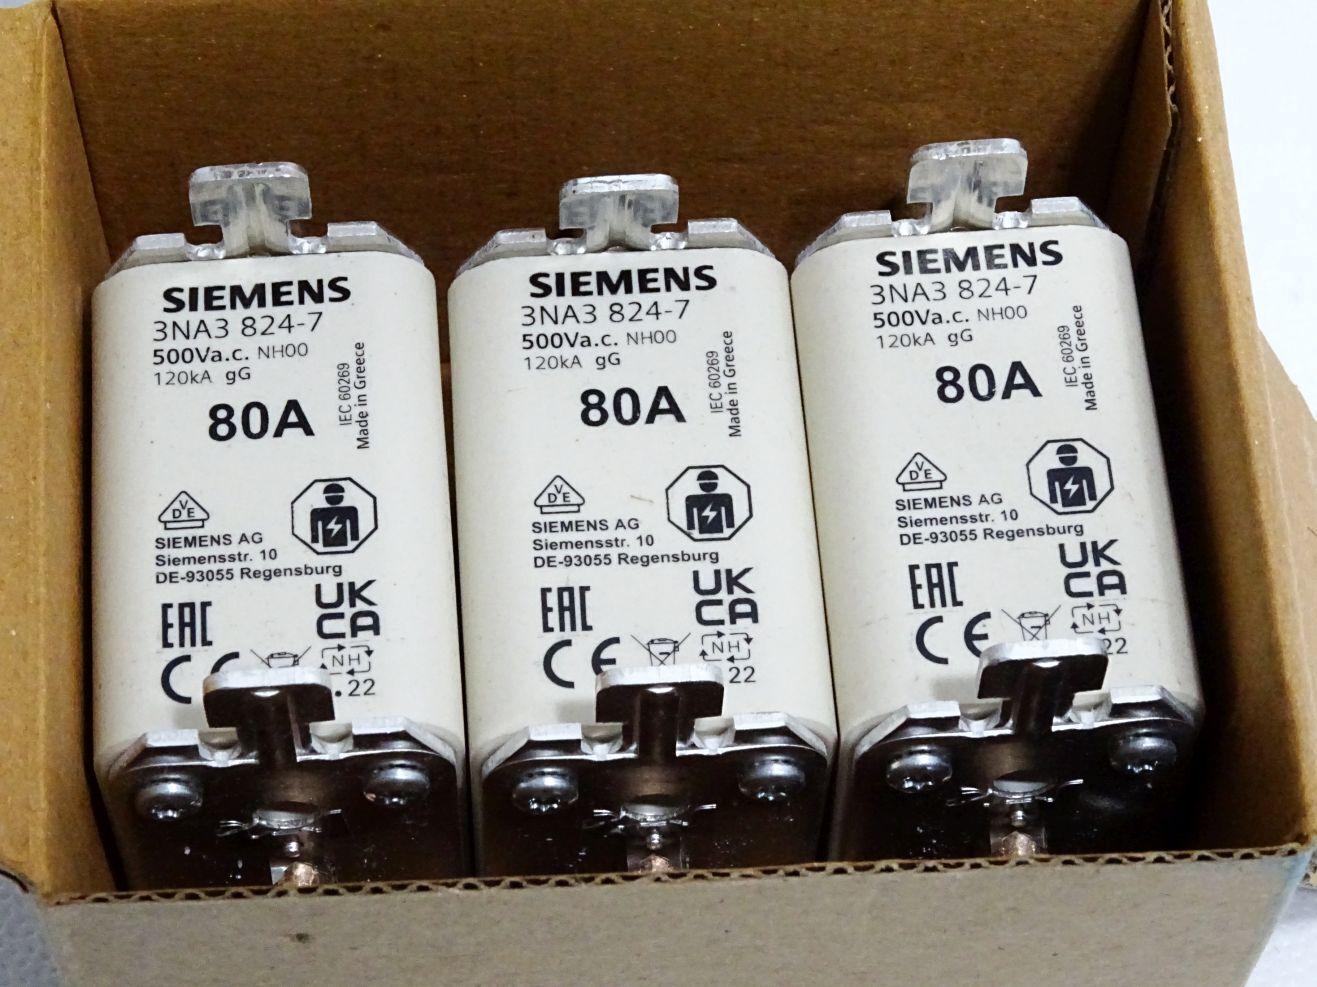 SIEMENS
3NA3 824-7
500Va.c. NH00
120kA gG
80A
IEC 60269
Made in Greece
VDE
SIEMENS AG
Siemensstr. 10
DE-93055 Regensburg
EAC
UK
CA
CE
NH
.22
SIEMENS
3NA3 824-7
500Va.c. NH00
120kA gG
80A
IEC 60269
Made in Greece
VDE
SIEMENS AG
Siemensstr. 10
DE-93055 Regensburg
EAC
UK
CA
CE
NH
22
SIEMENS
3NA3 824-7
500Va.c. NH00
120kA gG
80A
IEC 60269
Made in Greece
VDE
SIEMENS AG
Siemensstr. 10
DE-93055 Regensburg
EAC
UK
CA
CE
NH
22